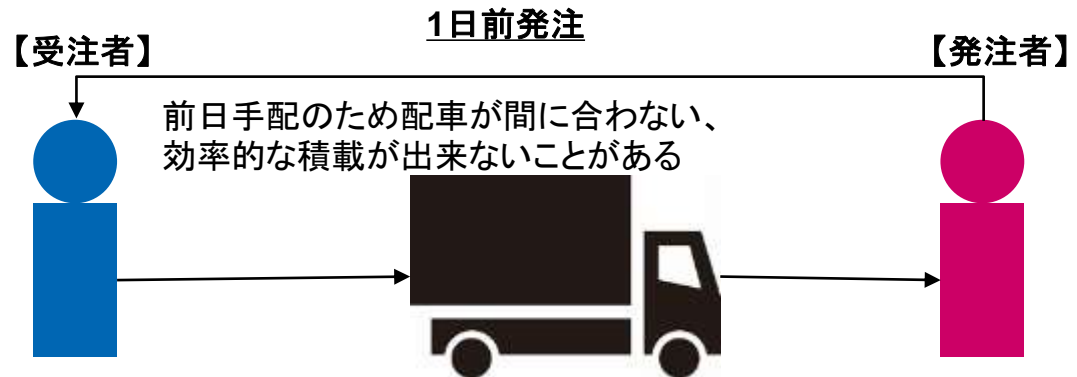 1日前発注
【受注者】
【発注者】
前日手配のため配車が間に合わない、
効率的な積載が出来ないことがある